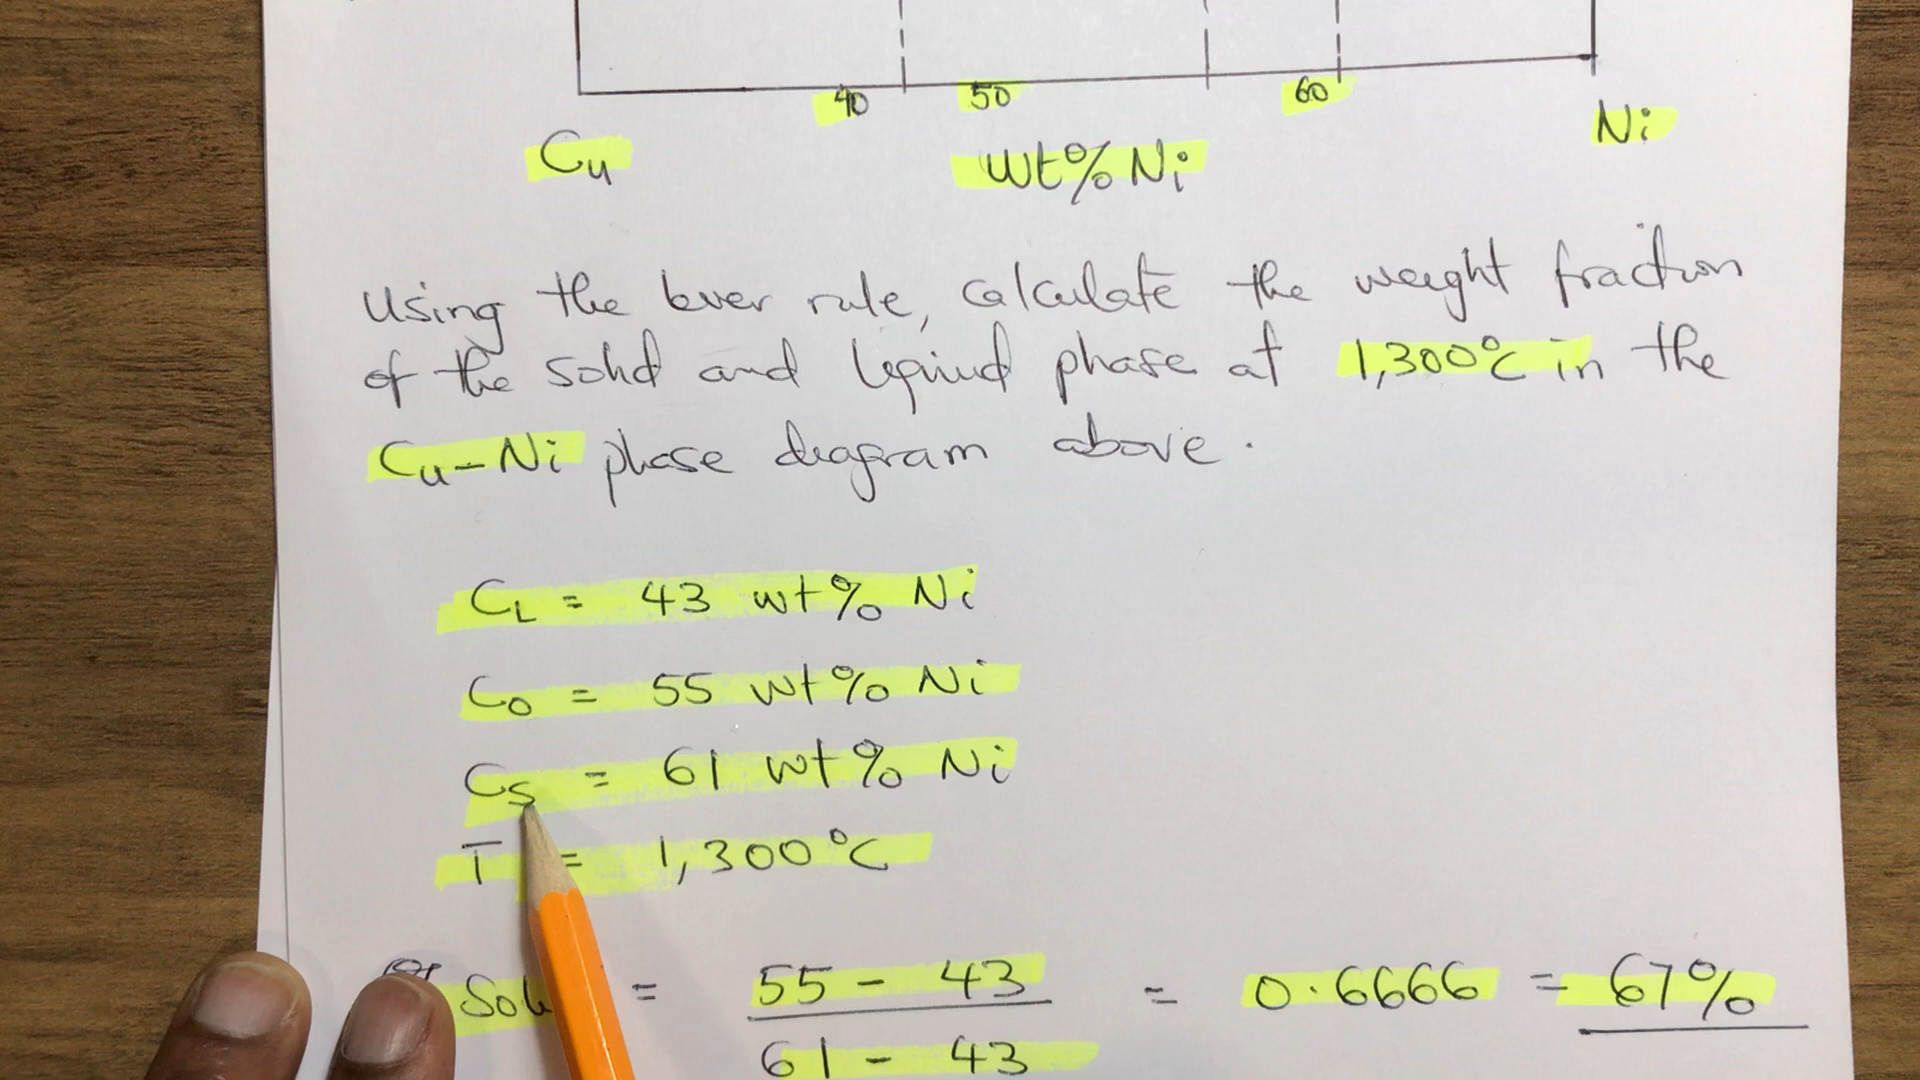 40 50 60
Cu wt% Ni Ni
Using the lever rule, calculate the weight fraction
of the solid and liquid phase at 1,300°C in the
Cu-Ni phase diagram above.
CL = 43 wt% Ni
Co = 55 wt% Ni
Cs = 61 wt% Ni
T = 1,300°C
= 55 - 43 = 0.6666 = 67%
61 - 43